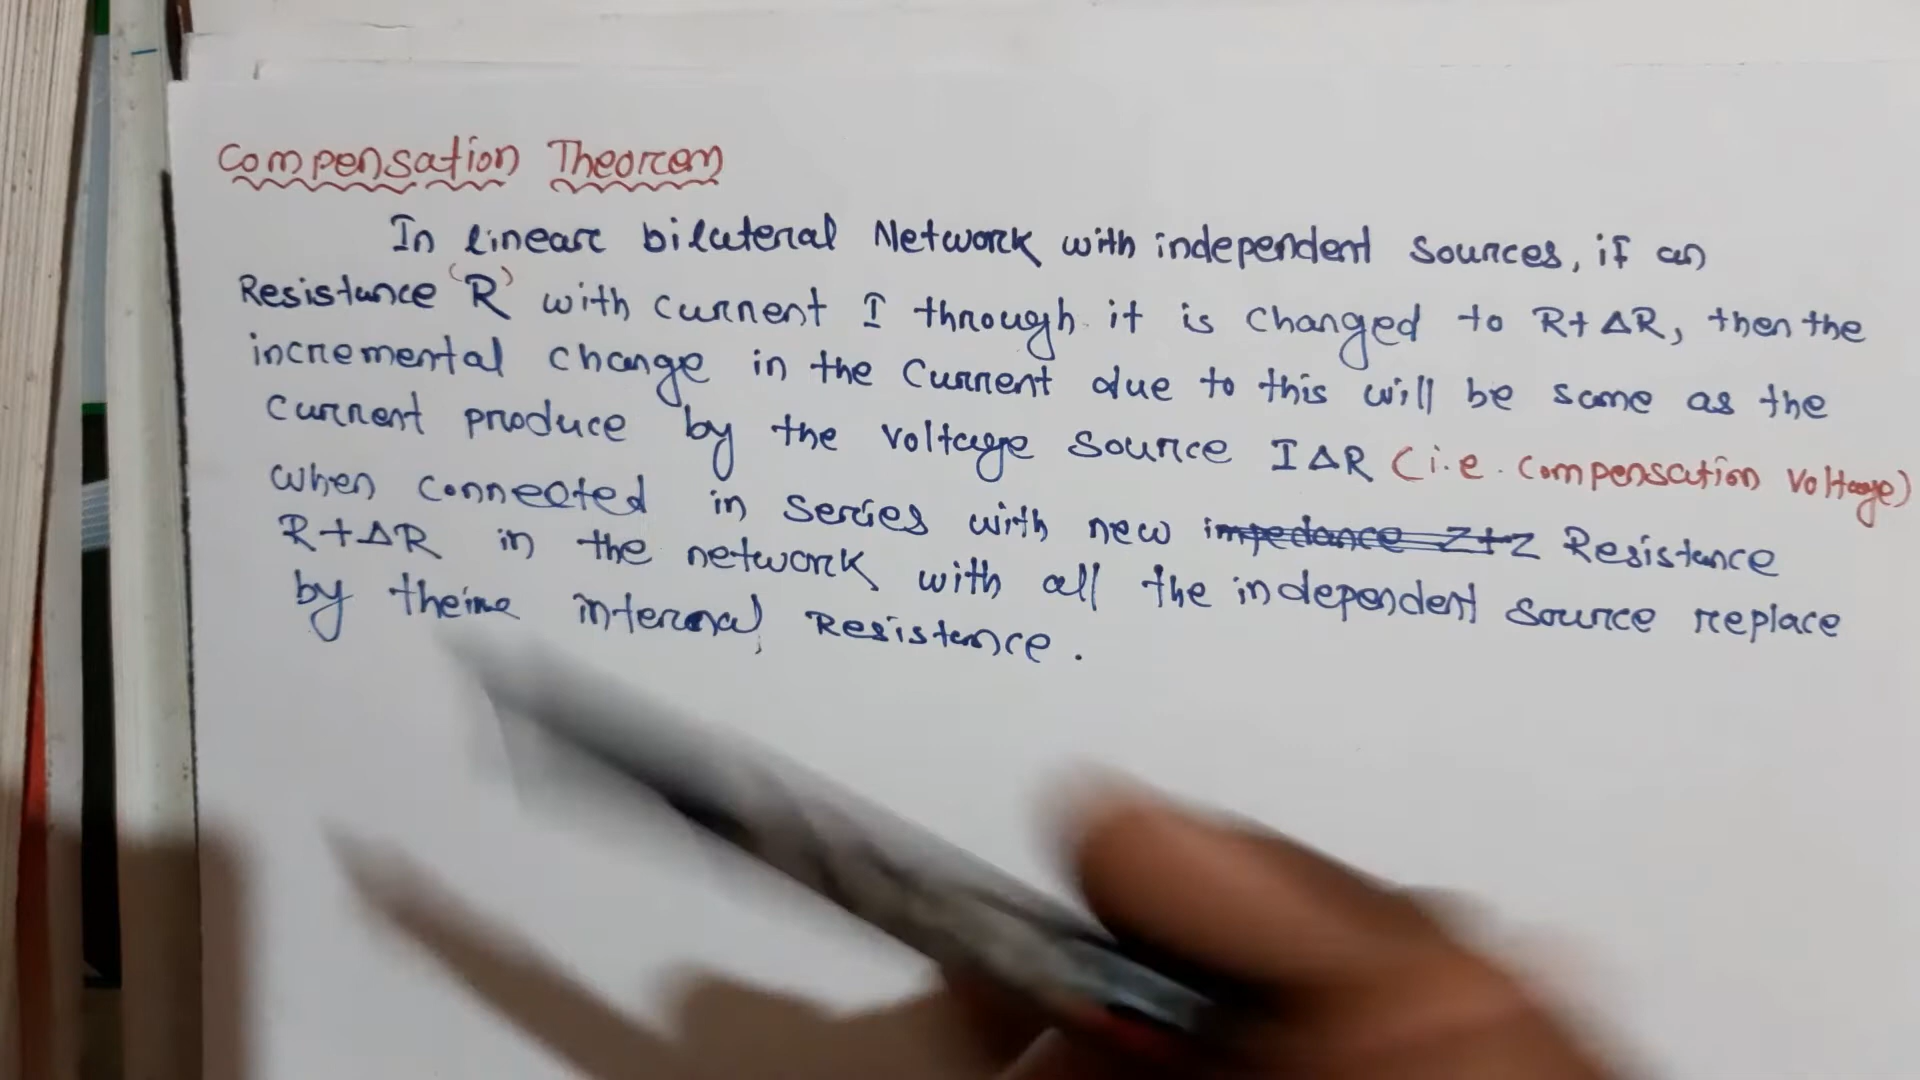 Compensation Theorem
In linear bilateral Network with independent Sources, if an
Resistance 'R' with current I through it is changed to R+ΔR, then the
incremental change in the current due to this will be same as the
current produce by the voltage source IΔR (i.e. compensation voltage)
when connected in series with new impedance Z+Z Resistance
R+ΔR in the network with all the independent source replace
by their internal Resistance.